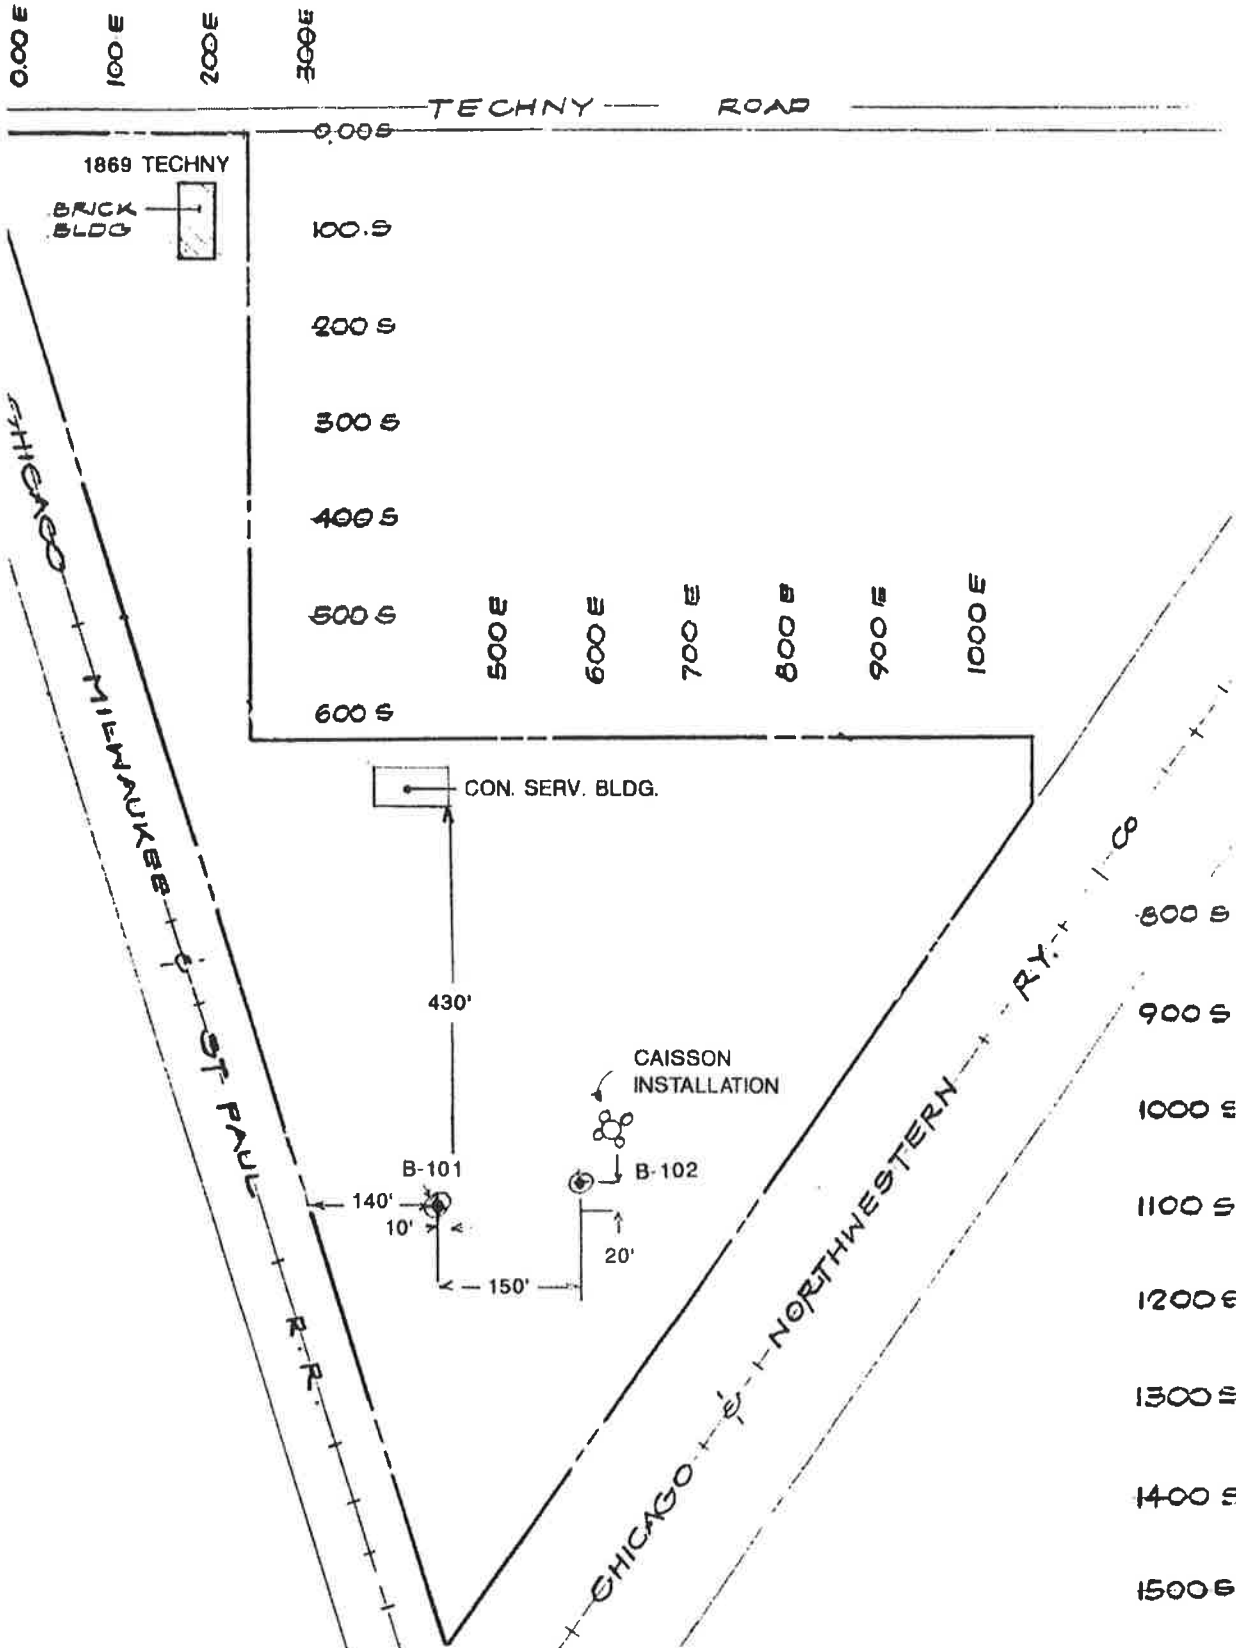 0.00 E
100 E
200 E
300 E
TECHNY ROAD
0.00 S
1869 TECHNY
BRICK
BLDG
100.S
200 S
300 S
400 S
500 S
600 S
500 E
600 E
700 E
800 E
900 E
1000 E
CON. SERV. BLDG.
CHICAGO MILWAUKEE & ST PAUL R.R.
430'
CAISSON
INSTALLATION
B-101
B-102
140'
10'
20'
150'
CHICAGO & NORTHWESTERN RY. CO
800 S
900 S
1000 S
1100 S
1200 S
1300 S
1400 S
1500 S